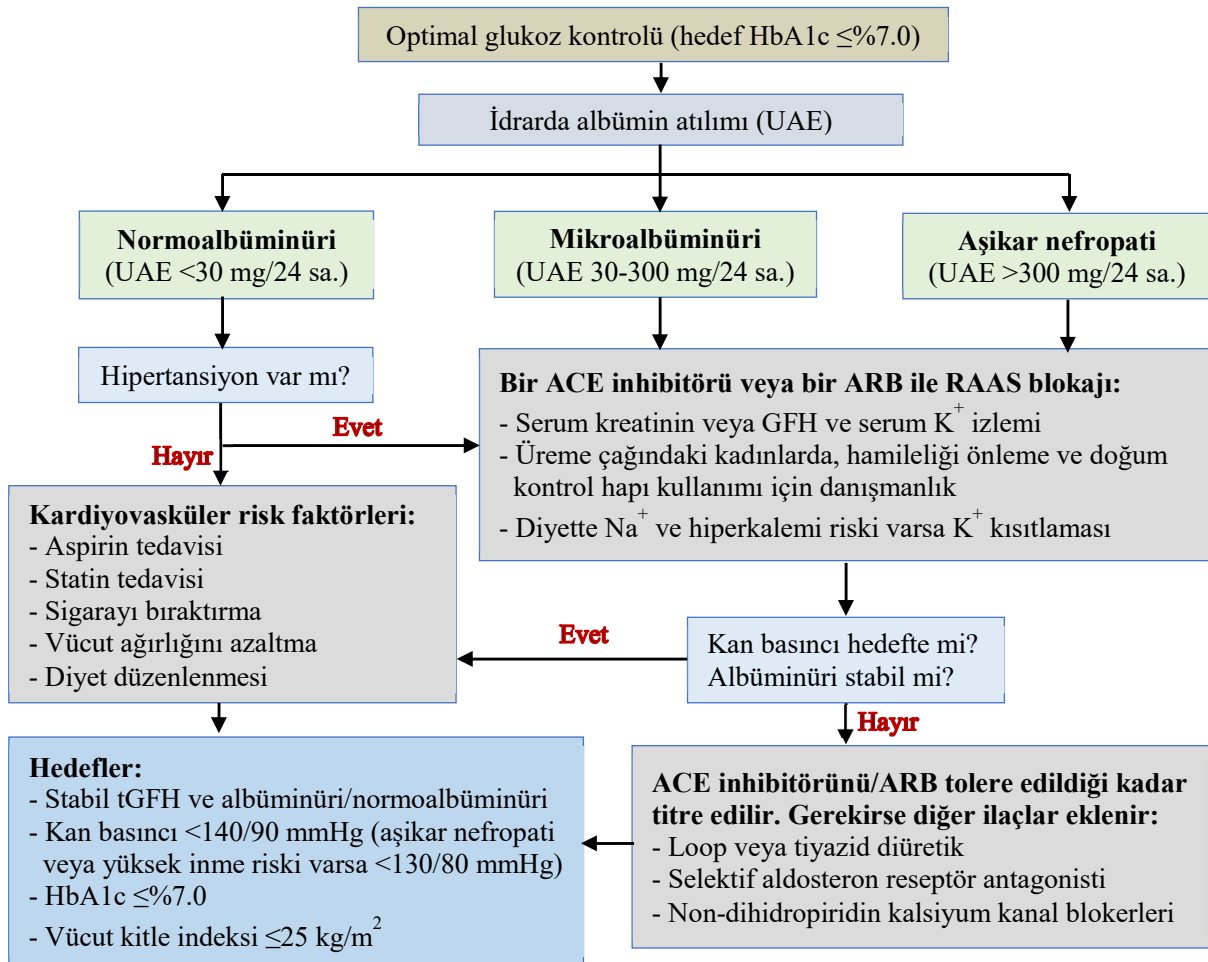 Optimal glukoz kontrolü (hedef HbA1c ≤%7.0)
İdrarda albümin atılımı (UAE)
Normoalbüminüri
(UAE <30 mg/24 sa.)
Mikroalbüminüri
(UAE 30-300 mg/24 sa.)
Aşikar nefropati
(UAE >300 mg/24 sa.)
Hipertansiyon var mı?
Evet
Hayır
Bir ACE inhibitörü veya bir ARB ile RAAS blokajı:
- Serum kreatinin veya GFH ve serum K⁺ izlemi
- Üreme çağındaki kadınlarda, hamileliği önleme ve doğum
kontrol hapı kullanımı için danışmanlık
- Diyette Na⁺ ve hiperkalemi riski varsa K⁺ kısıtlaması
Kardiyovasküler risk faktörleri:
- Aspirin tedavisi
- Statin tedavisi
- Sigarayı bıraktırma
- Vücut ağırlığını azaltma
- Diyet düzenlenmesi
Evet
Kan basıncı hedefte mi?
Albüminüri stabil mi?
Hayır
Hedefler:
- Stabil tGFH ve albüminüri/normoalbüminüri
- Kan basıncı <140/90 mmHg (aşikar nefropati
veya yüksek inme riski varsa <130/80 mmHg)
- HbA1c ≤%7.0
- Vücut kitle indeksi ≤25 kg/m²
ACE inhibitörünü/ARB tolere edildiği kadar
titre edilir. Gerekirse diğer ilaçlar eklenir:
- Loop veya tiyazid diüretik
- Selektif aldosteron reseptör antagonisti
- Non-dihidropiridin kalsiyum kanal blokerleri